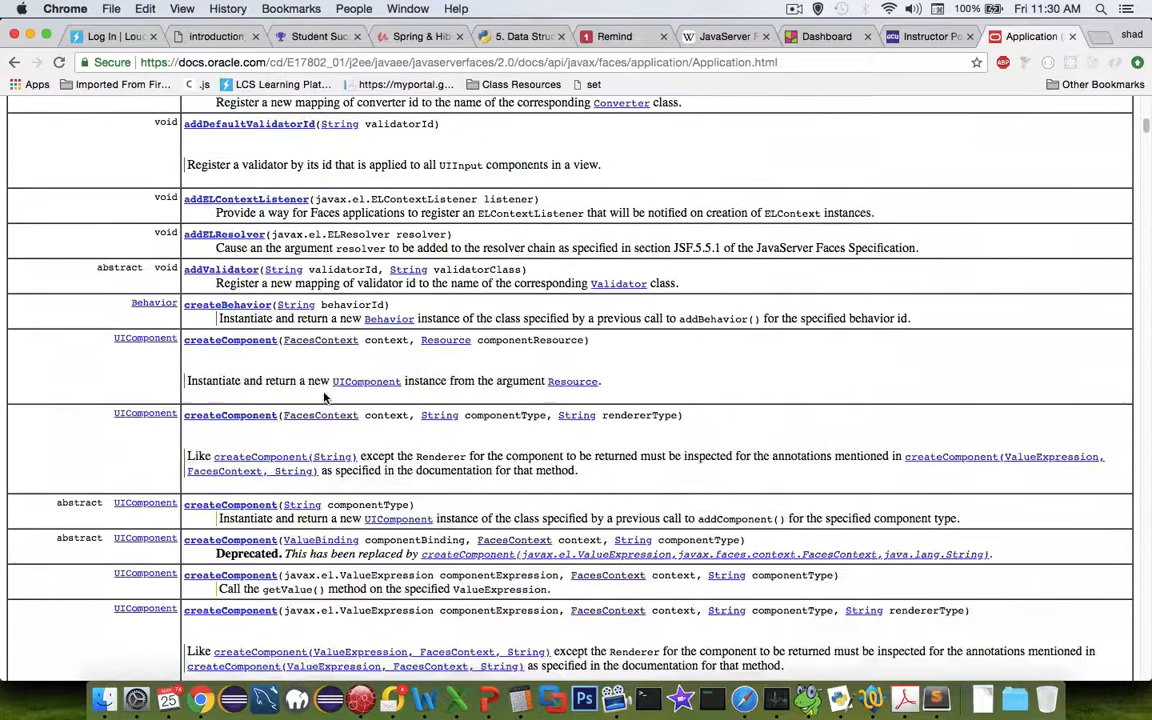 Chrome File Edit View History Bookmarks People Window Help 100% Fri 11:30 AM
Log In | Lou introduction Student Suc Spring & Hib 5. Data Stru Remind JavaServer F Dashboard Instructor Po Application ( shad
Secure https://docs.oracle.com/cd/E17802_01/j2ee/javaee/javaserverfaces/2.0/docs/api/javax/faces/application/Application.html
Apps Imported From Fir... .js LCS Learning Plat... https://myportal.g... Class Resources set Other Bookmarks
Register a new mapping of converter id to the name of the corresponding Converter class.
void addDefaultValidatorId(String validatorId)
Register a validator by its id that is applied to all UIInput components in a view.
void addELContextListener(javax.el.ELContextListener listener)
Provide a way for Faces applications to register an ELContextListener that will be notified on creation of ELContext instances.
void addELResolver(javax.el.ELResolver resolver)
Cause an the argument resolver to be added to the resolver chain as specified in section JSF.5.5.1 of the JavaServer Faces Specification.
abstract void addValidator(String validatorId, String validatorClass)
Register a new mapping of validator id to the name of the corresponding Validator class.
Behavior createBehavior(String behaviorId)
Instantiate and return a new Behavior instance of the class specified by a previous call to addBehavior() for the specified behavior id.
UIComponent createComponent(FacesContext context, Resource componentResource)
Instantiate and return a new UIComponent instance from the argument Resource.
UIComponent createComponent(FacesContext context, String componentType, String rendererType)
Like createComponent(String) except the Renderer for the component to be returned must be inspected for the annotations mentioned in createComponent(ValueExpression,
FacesContext, String) as specified in the documentation for that method.
abstract UIComponent createComponent(String componentType)
Instantiate and return a new UIComponent instance of the class specified by a previous call to addComponent() for the specified component type.
abstract UIComponent createComponent(ValueBinding componentBinding, FacesContext context, String componentType)
Deprecated. This has been replaced by createComponent(javax.el.ValueExpression,javax.faces.context.FacesContext,java.lang.String).
UIComponent createComponent(javax.el.ValueExpression componentExpression, FacesContext context, String componentType)
Call the getValue() method on the specified ValueExpression.
UIComponent createComponent(javax.el.ValueExpression componentExpression, FacesContext context, String componentType, String rendererType)
Like createComponent(ValueExpression, FacesContext, String) except the Renderer for the component to be returned must be inspected for the annotations mentioned in
createComponent(ValueExpression, FacesContext, String) as specified in the documentation for that method.